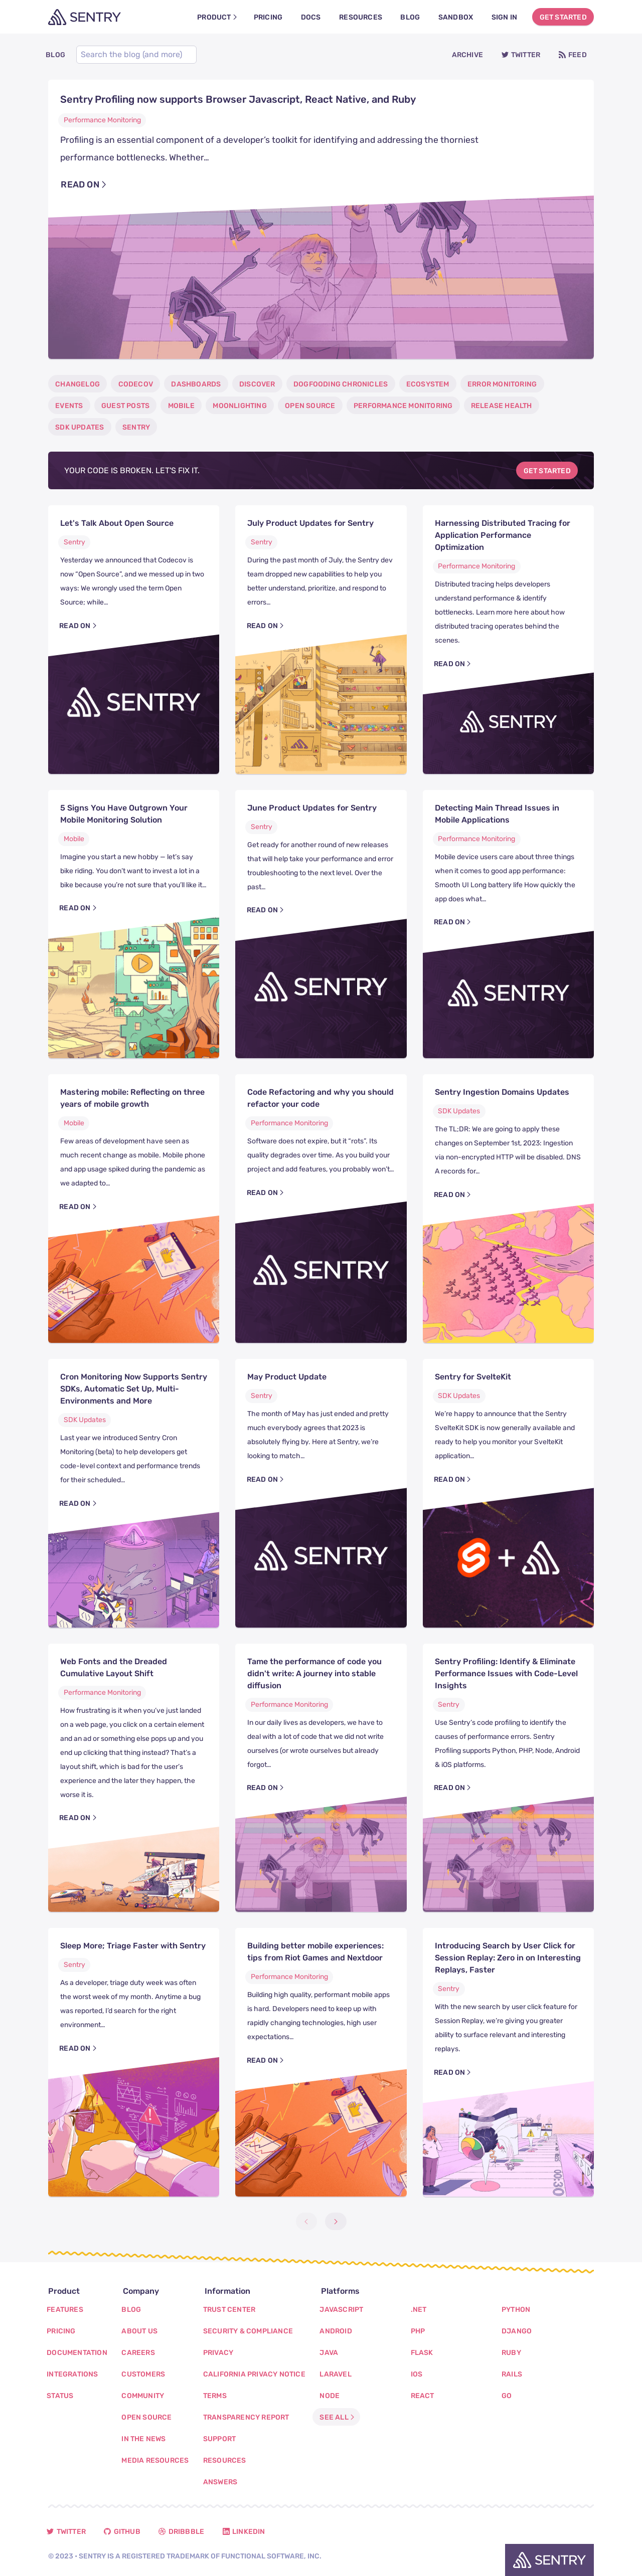 SENTRY
PRODUCT
PRICING
DOCS
RESOURCES
BLOG
SANDBOX
SIGN IN
GET STARTED
BLOG
Search the blog (and more)
ARCHIVE
TWITTER
FEED
Sentry Profiling now supports Browser Javascript, React Native, and Ruby
Performance Monitoring
Profiling is an essential component of a developer's toolkit for identifying and addressing the thorniest
performance bottlenecks. Whether…
READ ON
CHANGELOG
CODECOV
DASHBOARDS
DISCOVER
DOGFOODING CHRONICLES
ECOSYSTEM
ERROR MONITORING
EVENTS
GUEST POSTS
MOBILE
MOONLIGHTING
OPEN SOURCE
PERFORMANCE MONITORING
RELEASE HEALTH
SDK UPDATES
SENTRY
YOUR CODE IS BROKEN. LET'S FIX IT.
GET STARTED
Let's Talk About Open Source
Sentry
Yesterday we announced that Codecov is
now "Open Source", and we messed up in two
ways: We wrongly used the term Open
Source; while…
READ ON
SENTRY
July Product Updates for Sentry
Sentry
During the past month of July, the Sentry dev
team dropped new capabilities to help you
better understand, prioritize, and respond to
errors…
READ ON
Harnessing Distributed Tracing for
Application Performance
Optimization
Performance Monitoring
Distributed tracing helps developers
understand performance & identify
bottlenecks. Learn more here about how
distributed tracing operates behind the
scenes.
READ ON
SENTRY
5 Signs You Have Outgrown Your
Mobile Monitoring Solution
Mobile
Imagine you start a new hobby — let's say
bike riding. You don't want to invest a lot in a
bike because you're not sure that you'll like it…
READ ON
June Product Updates for Sentry
Sentry
Get ready for another round of new releases
that will help take your performance and error
troubleshooting to the next level. Over the
past…
READ ON
SENTRY
Detecting Main Thread Issues in
Mobile Applications
Performance Monitoring
Mobile device users care about three things
when it comes to good app performance:
Smooth UI Long battery life How quickly the
app does what…
READ ON
SENTRY
Mastering mobile: Reflecting on three
years of mobile growth
Mobile
Few areas of development have seen as
much recent change as mobile. Mobile phone
and app usage spiked during the pandemic as
we adapted to…
READ ON
Code Refactoring and why you should
refactor your code
Performance Monitoring
Software does not expire, but it "rots". Its
quality degrades over time. As you build your
project and add features, you probably won't…
READ ON
SENTRY
Sentry Ingestion Domains Updates
SDK Updates
The TL;DR: We are going to apply these
changes on September 1st, 2023: Ingestion
via non-encrypted HTTP will be disabled. DNS
A records for…
READ ON
Cron Monitoring Now Supports Sentry
SDKs, Automatic Set Up, Multi-
Environments and More
SDK Updates
Last year we introduced Sentry Cron
Monitoring (beta) to help developers get
code-level context and performance trends
for their scheduled…
READ ON
May Product Update
Sentry
The month of May has just ended and pretty
much everybody agrees that 2023 is
absolutely flying by. Here at Sentry, we're
looking to match…
READ ON
SENTRY
Sentry for SvelteKit
SDK Updates
We're happy to announce that the Sentry
SvelteKit SDK is now generally available and
ready to help you monitor your SvelteKit
application…
READ ON
+
Web Fonts and the Dreaded
Cumulative Layout Shift
Performance Monitoring
How frustrating is it when you've just landed
on a web page, you click on a certain element
and an ad or something else pops up and you
end up clicking that thing instead? That's a
layout shift, which is bad for the user's
experience and the later they happen, the
worse it is.
READ ON
Tame the performance of code you
didn't write: A journey into stable
diffusion
Performance Monitoring
In our daily lives as developers, we have to
deal with a lot of code that we did not write
ourselves (or wrote ourselves but already
forgot…
READ ON
Sentry Profiling: Identify & Eliminate
Performance Issues with Code-Level
Insights
Sentry
Use Sentry's code profiling to identify the
causes of performance errors. Sentry
Profiling supports Python, PHP, Node, Android
& iOS platforms.
READ ON
Sleep More; Triage Faster with Sentry
Sentry
As a developer, triage duty week was often
the worst week of my month. Anytime a bug
was reported, I'd search for the right
environment…
READ ON
Building better mobile experiences:
tips from Riot Games and Nextdoor
Performance Monitoring
Building high quality, performant mobile apps
is hard. Developers need to keep up with
rapidly changing technologies, high user
expectations…
READ ON
Introducing Search by User Click for
Session Replay: Zero in on Interesting
Replays, Faster
Sentry
With the new search by user click feature for
Session Replay, we're giving you greater
ability to surface relevant and interesting
replays.
READ ON
Product
FEATURES
PRICING
DOCUMENTATION
INTEGRATIONS
STATUS
Company
BLOG
ABOUT US
CAREERS
CUSTOMERS
COMMUNITY
OPEN SOURCE
IN THE NEWS
MEDIA RESOURCES
Information
TRUST CENTER
SECURITY & COMPLIANCE
PRIVACY
CALIFORNIA PRIVACY NOTICE
TERMS
TRANSPARENCY REPORT
SUPPORT
RESOURCES
ANSWERS
Platforms
JAVASCRIPT
ANDROID
JAVA
LARAVEL
NODE
SEE ALL
.NET
PHP
FLASK
IOS
REACT
PYTHON
DJANGO
RUBY
RAILS
GO
TWITTER
GITHUB
DRIBBBLE
LINKEDIN
© 2023 • SENTRY IS A REGISTERED TRADEMARK OF FUNCTIONAL SOFTWARE, INC.
SENTRY